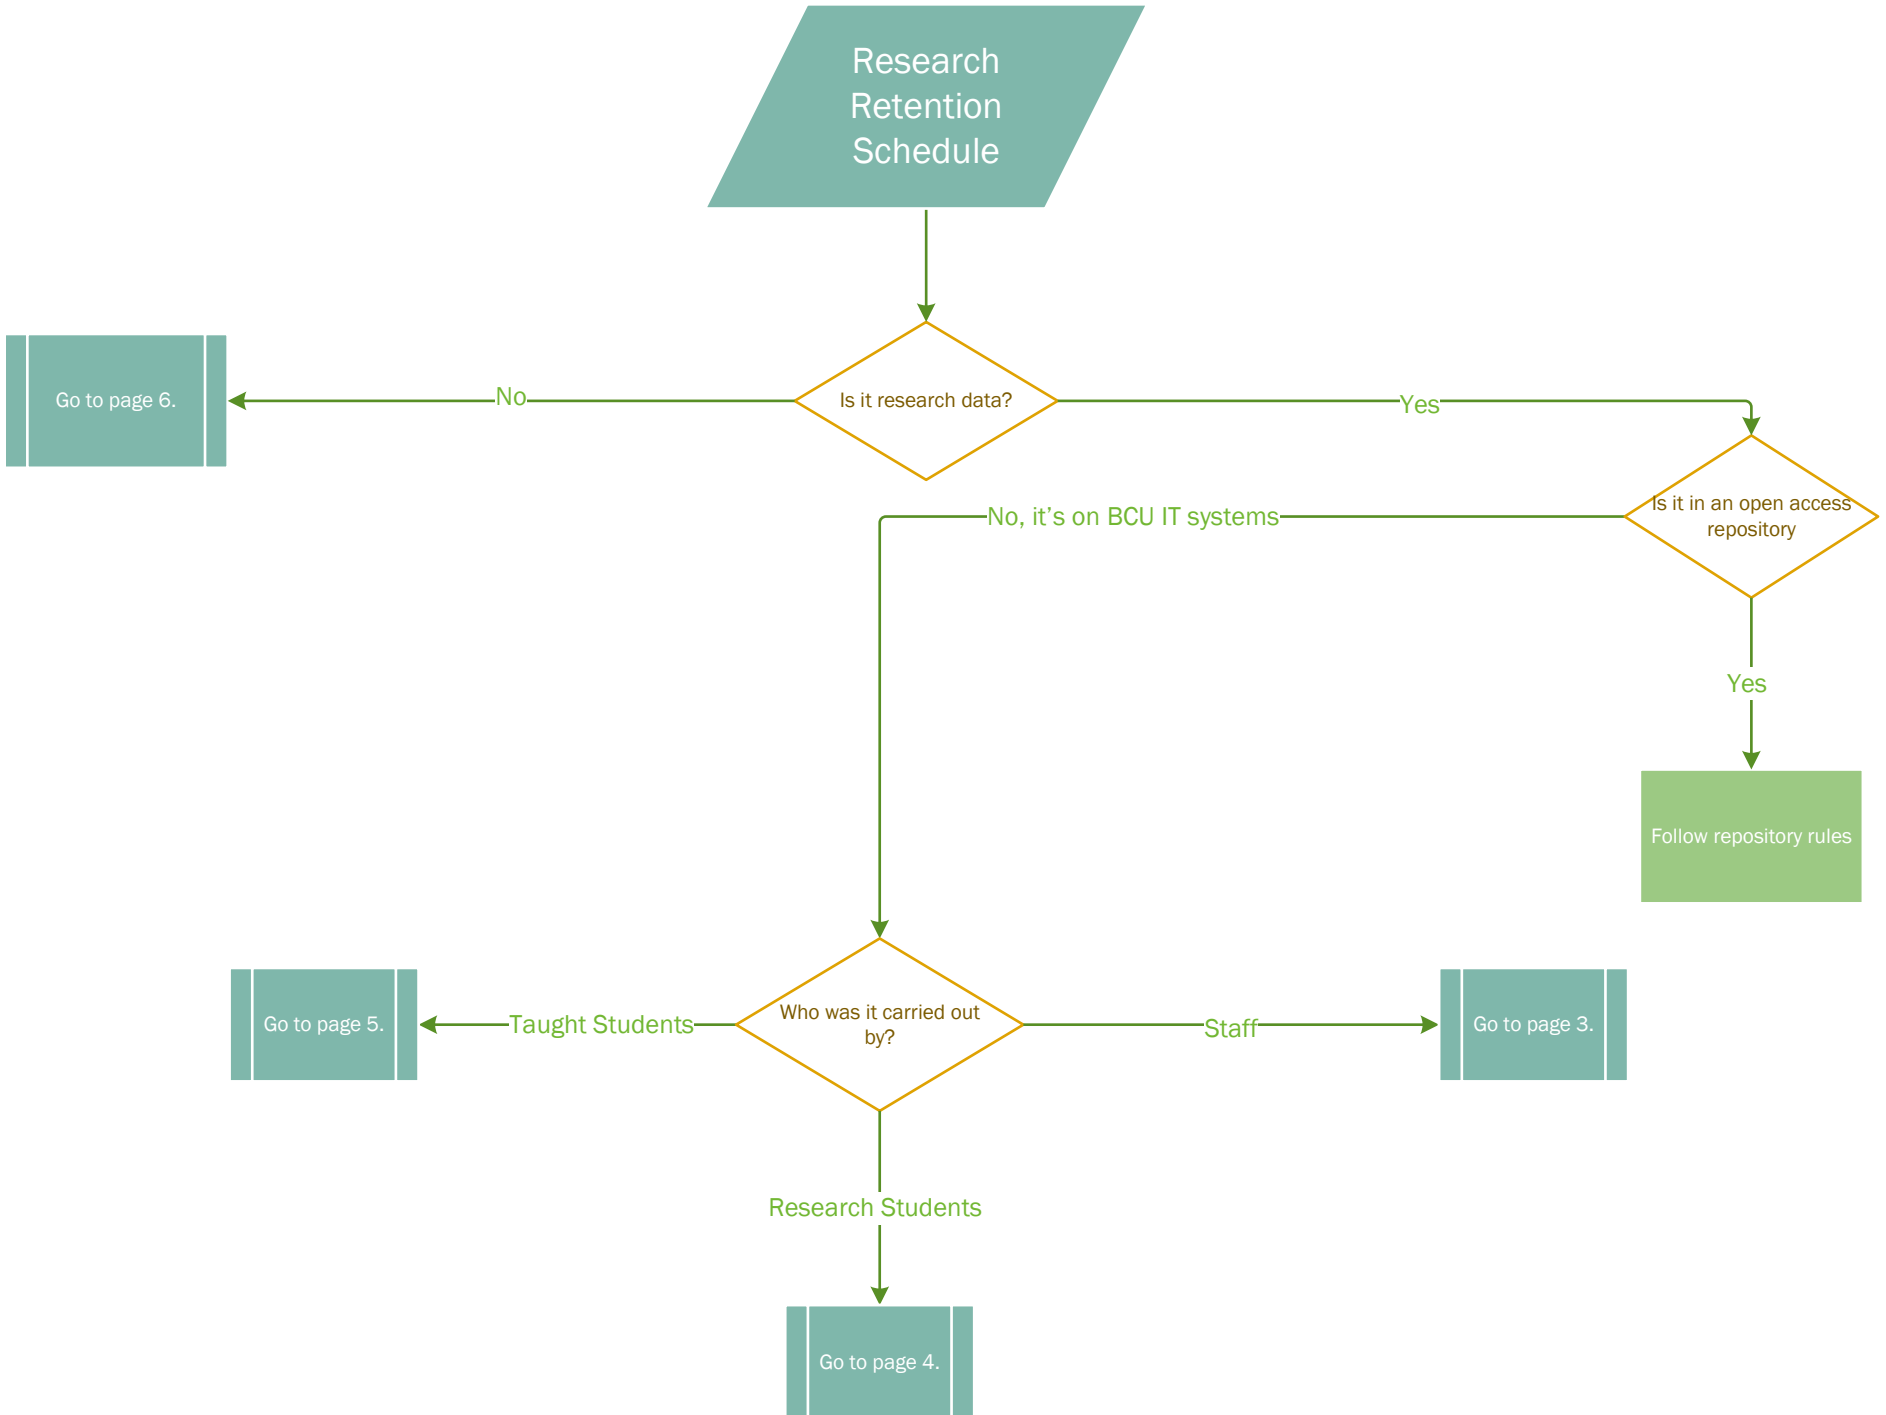 Research
Retention
Schedule
Go to page 6.
No
Is it research data?
Yes
Is it in an open access
repository
No, it’s on BCU IT systems
Yes
Follow repository rules
Go to page 5.
Taught Students
Who was it carried out
by?
Staff
Go to page 3.
Research Students
Go to page 4.